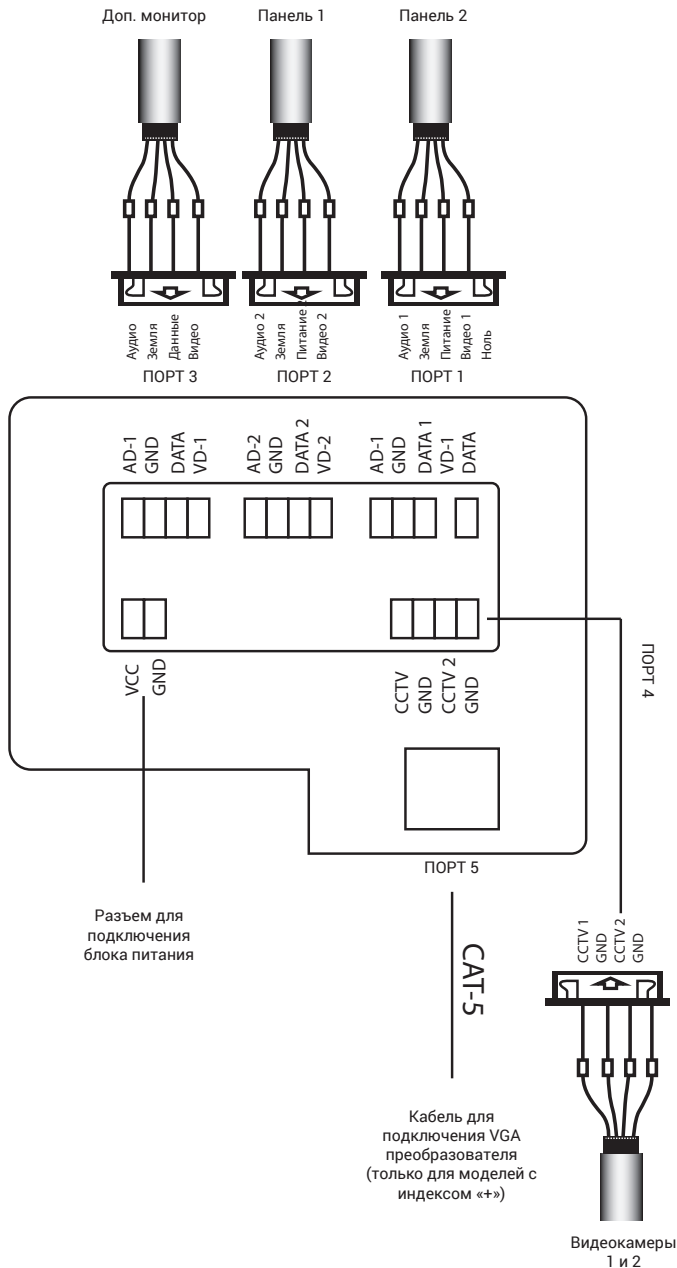 Доп. монитор
Панель 1
Панель 2
Аудио
Земля
Данные
Видео
Аудио 2
Земля
Питание 2
Видео 2
Аудио 1
Земля
Питание
Видео 1
Ноль
ПОРТ 3
ПОРТ 2
ПОРТ 1
AD-1
GND
DATA
VD-1
AD-2
GND
DATA 2
VD-2
AD-1
GND
DATA 1
VD-1
DATA
VCC
GND
CCTV
GND
CCTV 2
GND
ПОРТ 4
ПОРТ 5
Разъем для
подключения
блока питания
CAT-5
CCTV 1
GND
CCTV 2
GND
Кабель для
подключения VGA
преобразователя
(только для моделей с
индексом «+»)
Видеокамеры
1 и 2